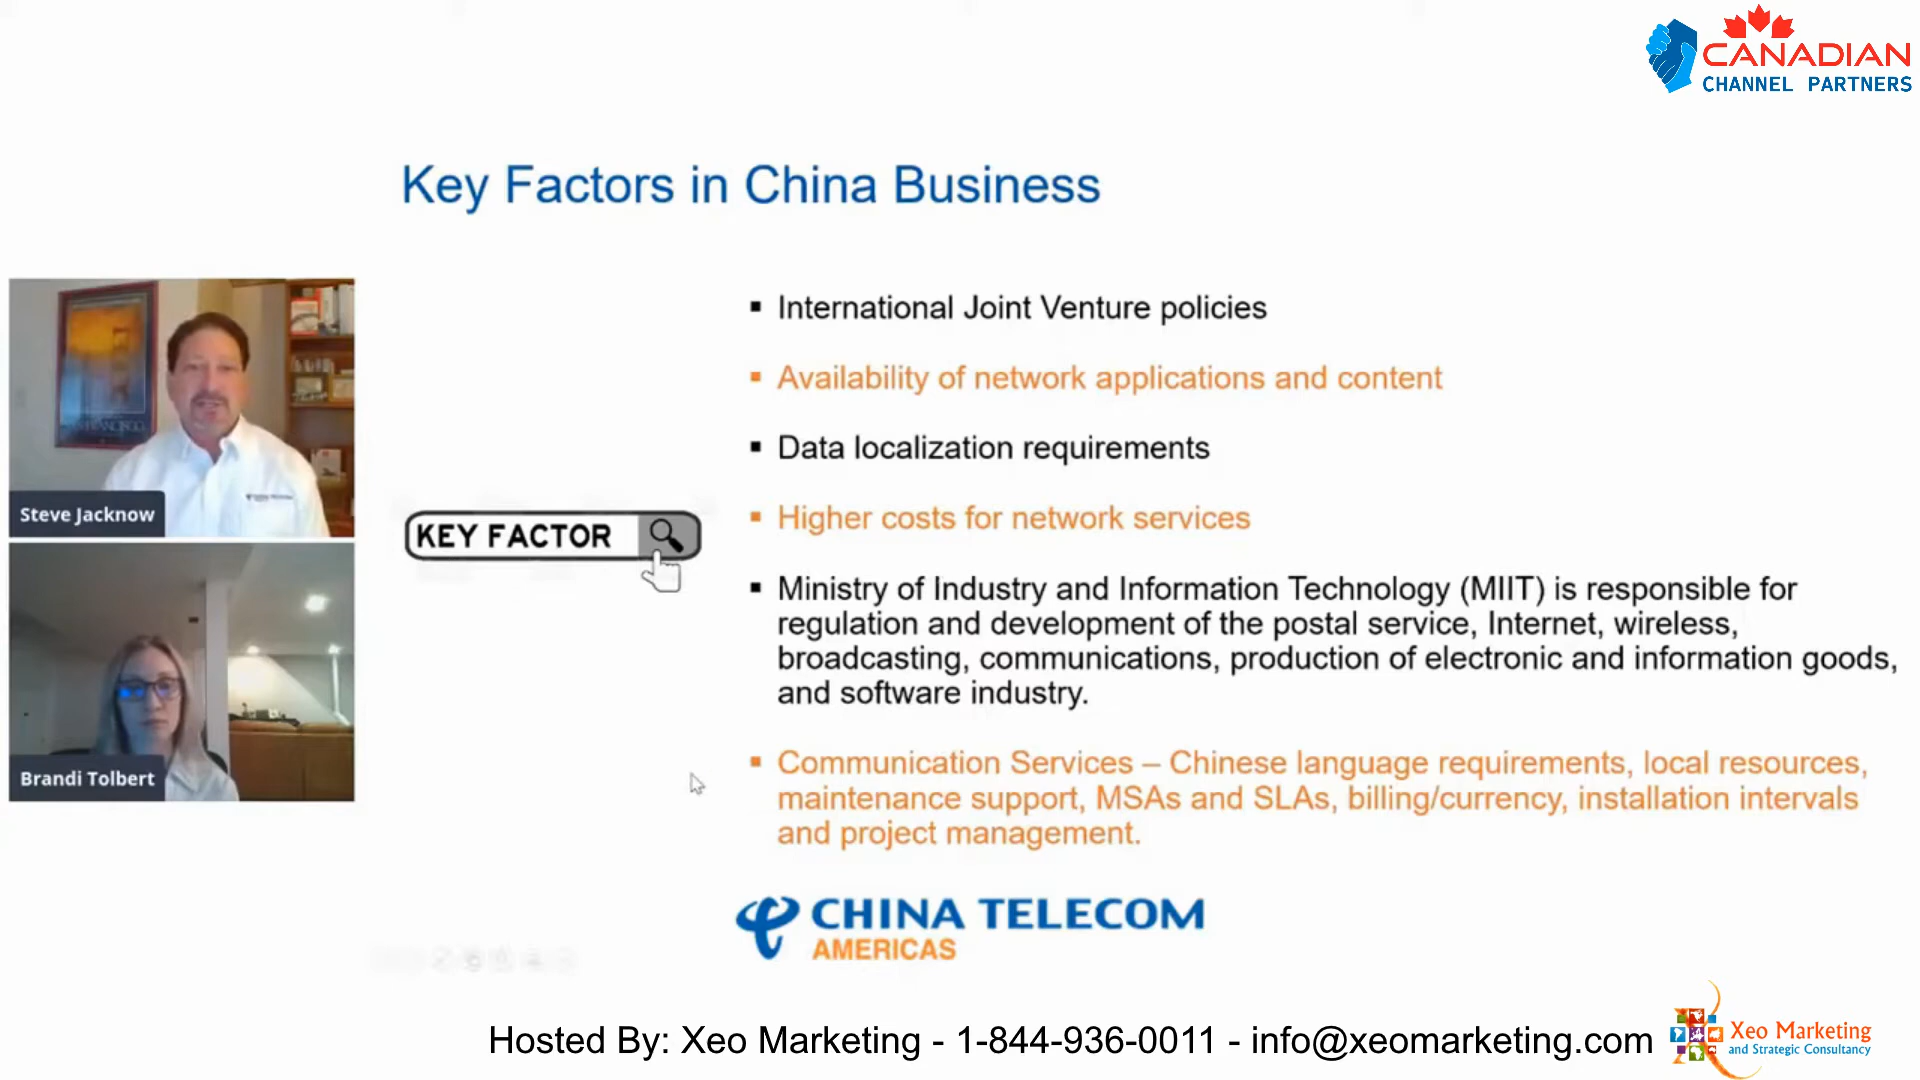 CANADIAN
CHANNEL PARTNERS
Key Factors in China Business
▪ International Joint Venture policies
▪ Availability of network applications and content
▪ Data localization requirements
▪ Higher costs for network services
▪ Ministry of Industry and Information Technology (MIIT) is responsible for
regulation and development of the postal service, Internet, wireless,
broadcasting, communications, production of electronic and information goods,
and software industry.
▪ Communication Services – Chinese language requirements, local resources,
maintenance support, MSAs and SLAs, billing/currency, installation intervals
and project management.
KEY FACTOR
Steve Jacknow
Brandi Tolbert
CHINA TELECOM
AMERICAS
Hosted By: Xeo Marketing - 1-844-936-0011 - info@xeomarketing.com
Xeo Marketing
and Strategic Consultancy